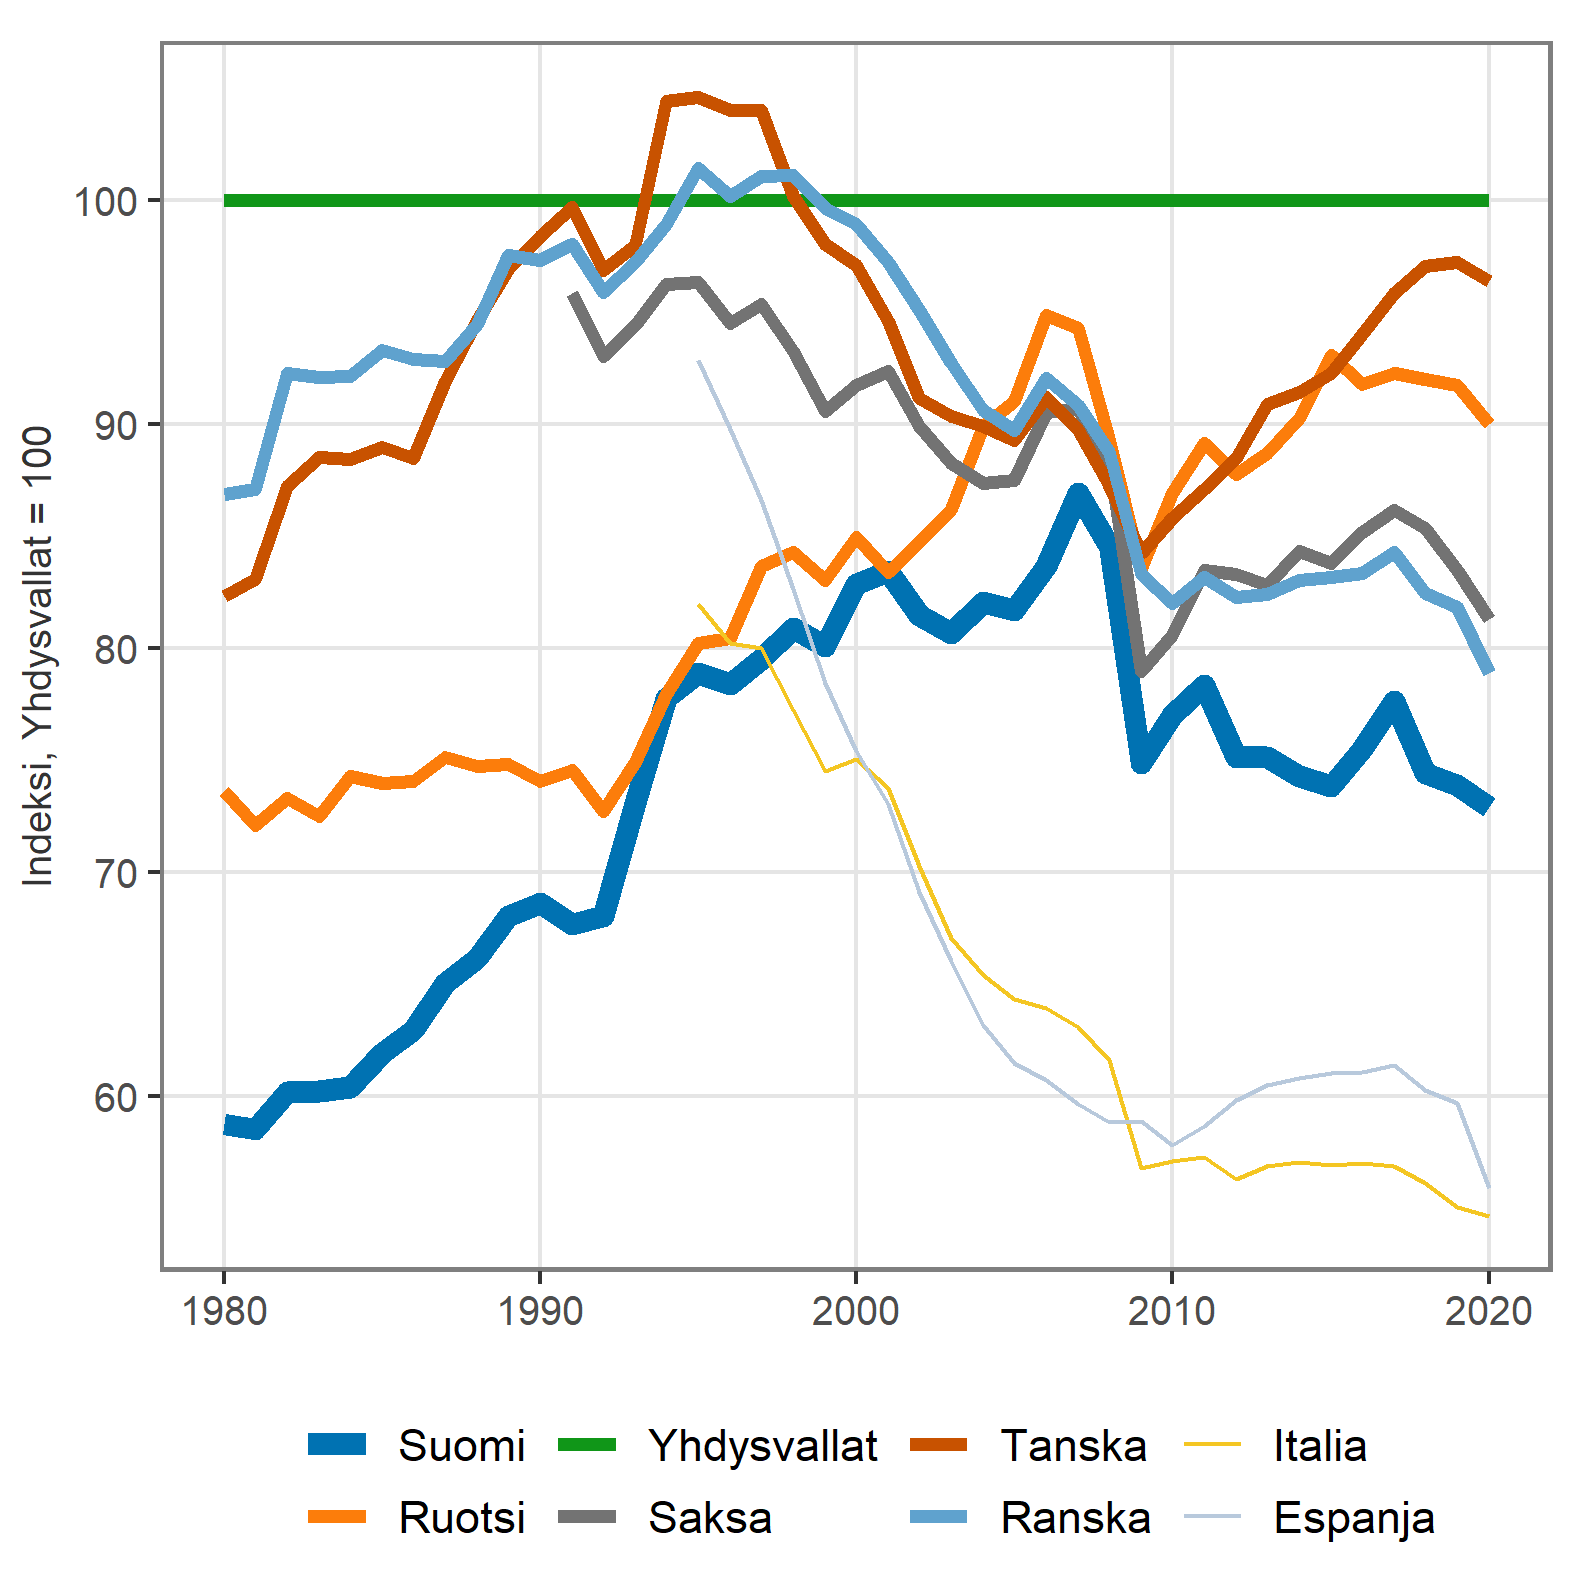 Indeksi, Yhdysvallat = 100
100
90
80
70
60
1980 1990 2000 2010 2020
Suomi Yhdysvallat Tanska Italia
Ruotsi Saksa Ranska Espanja